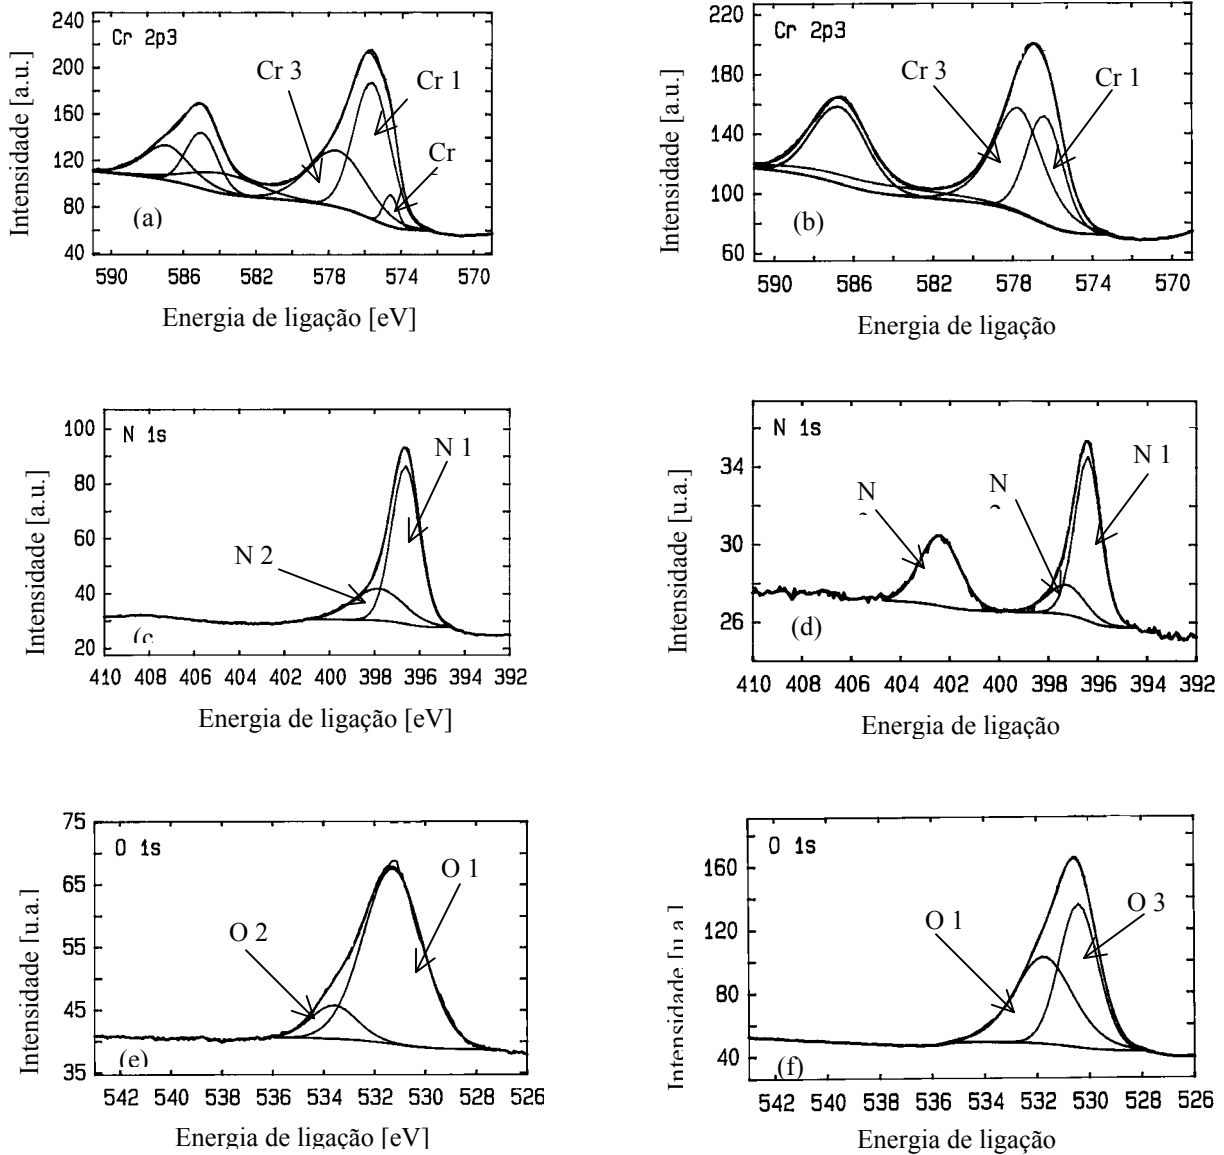 Cr 2p3
Cr 3
Cr 1
Cr
(a)
Intensidade [a.u.]
240
200
160
120
80
40
590 586 582 578 574 570
Energia de ligação [eV]
Cr 2p3
Cr 3
Cr 1
(b)
Intensidade [a.u.]
220
180
140
100
60
590 586 582 578 574 570
Energia de ligação
N 1s
N 1
N 2
(c
Intensidade [a.u.]
100
80
60
40
20
410 408 406 404 402 400 398 396 394 392
Energia de ligação [eV]
N 1s
N
N
N 1
(d)
Intensidade [u.a.]
34
30
26
410 408 406 404 402 400 398 396 394 392
Energia de ligação
O 1s
O 1
O 2
(e)
Intensidade [u.a.]
75
65
55
45
35
542 540 538 536 534 532 530 528 526
Energia de ligação [eV]
O 1s
O 1
O 3
(f)
Intensidade [u.a.]
160
120
80
40
542 540 538 536 534 532 530 528 526
Energia de ligação